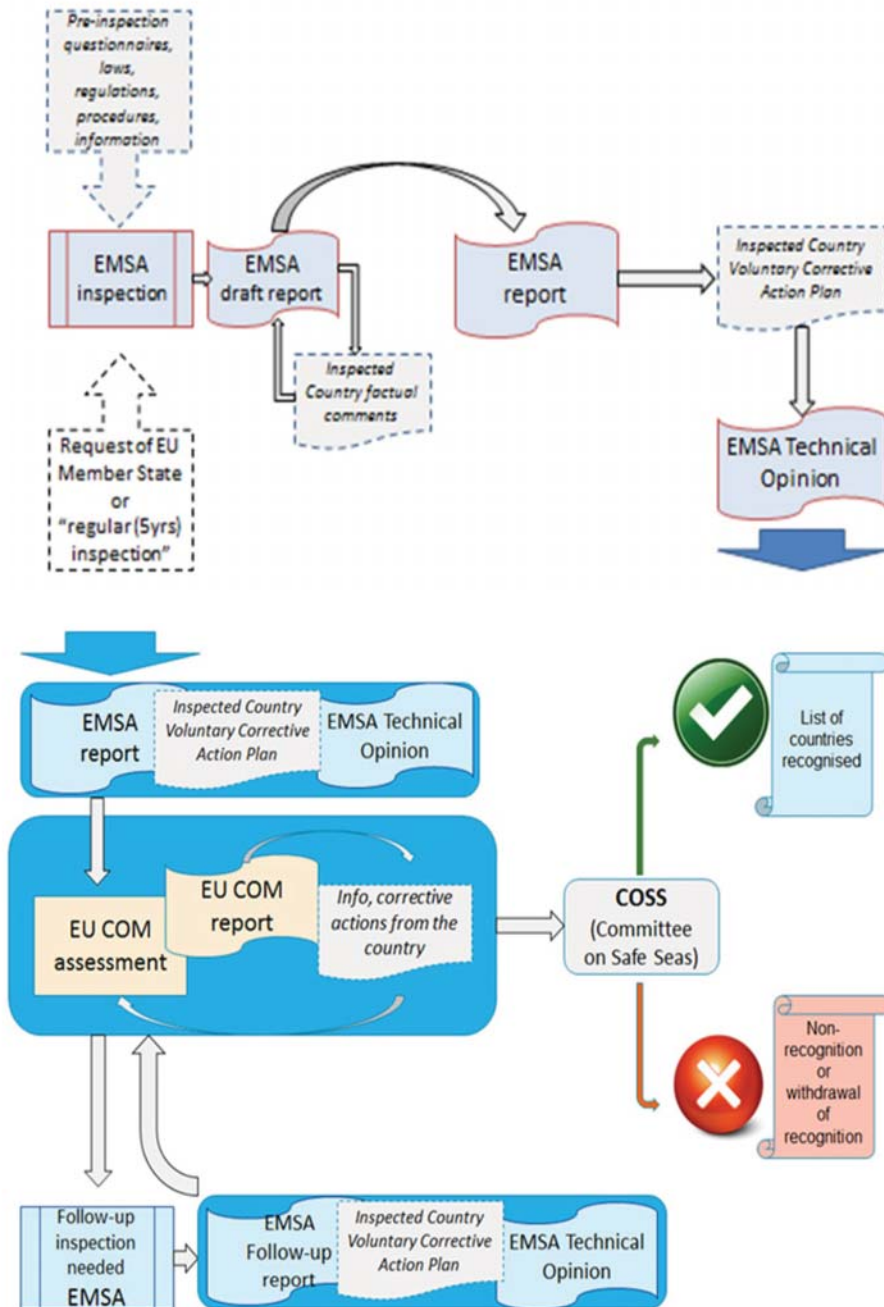 Pre-inspection
questionnaires,
laws,
regulations,
procedures,
information
EMSA
inspection
EMSA
draft report
Inspected
Country factual
comments
EMSA
report
Inspected Country
Voluntary Corrective
Action Plan
EMSA Technical
Opinion
Request of EU
Member State
or
“regular (5yrs)
inspection”
EMSA
report
Inspected Country
Voluntary Corrective
Action Plan
EMSA Technical
Opinion
EU COM
assessment
EU COM
report
Info, corrective
actions from the
country
COSS
(Committee
on Safe Seas)
List of
countries
recognised
Non-
recognition
or
withdrawal
of
recognition
Follow-up
inspection
needed
EMSA
EMSA
Follow-up
report
Inspected Country
Voluntary Corrective
Action Plan
EMSA Technical
Opinion